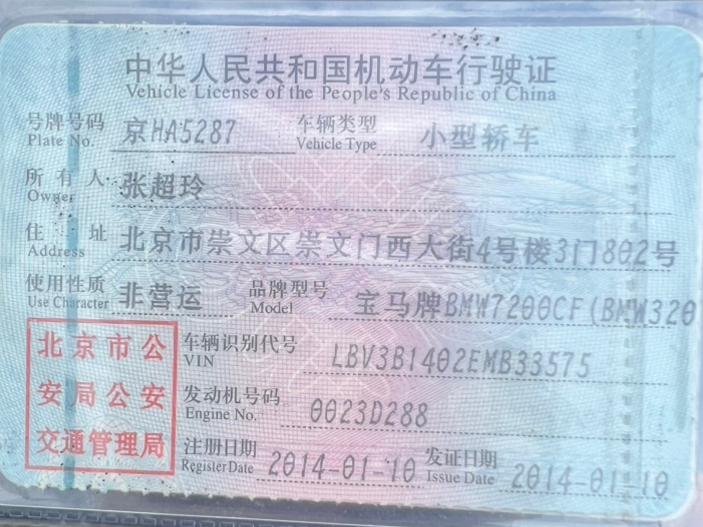 中华人民共和国机动车行驶证
Vehicle License of the People's Republic of China
号牌号码 京HA5287 车辆类型 小型轿车
Plate No. Vehicle Type
所有人 张超玲
Owner
住址 北京市崇文区崇文门西大街4号楼3门802号
Address
使用性质 非营运 品牌型号 宝马牌BMW7200CF(BMW320
Use Character Model
北京市公安局公安交通管理局
车辆识别代号 LBV3B1402EMB33575
VIN
发动机号码 0023D288
Engine No.
注册日期 2014-01-10 发证日期 2014-01-10
Register Date Issue Date